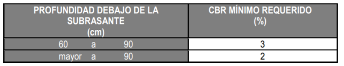 PROFUNDIDAD DEBAJO DE LA
SUBRASANTE
(cm)
CBR MÍNIMO REQUERIDO
(%)
60 a 90 3
mayor a 90 2